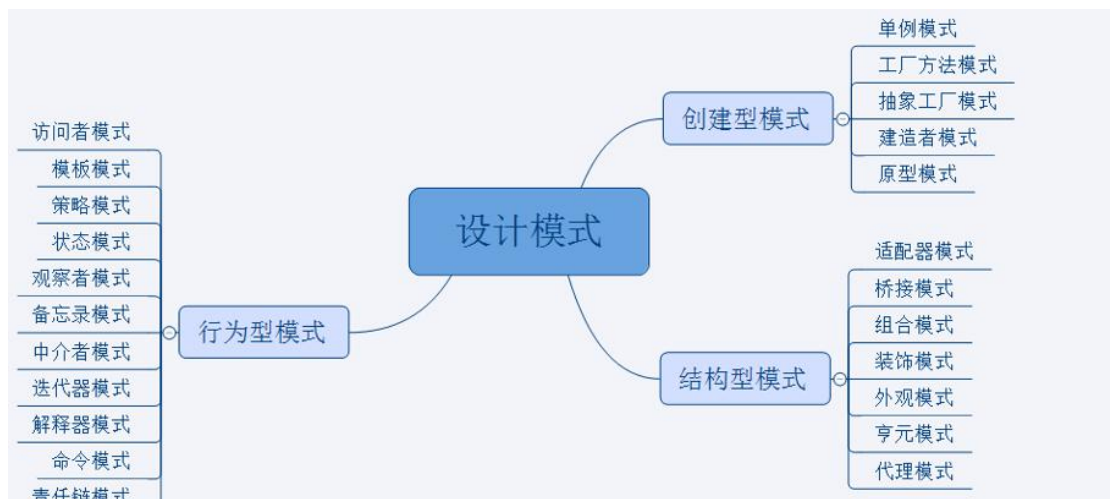 设计模式
创建型模式
单例模式
工厂方法模式
抽象工厂模式
建造者模式
原型模式
结构型模式
适配器模式
桥接模式
组合模式
装饰模式
外观模式
亨元模式
代理模式
行为型模式
访问者模式
模板模式
策略模式
状态模式
观察者模式
备忘录模式
中介者模式
迭代器模式
解释器模式
命令模式
责任链模式